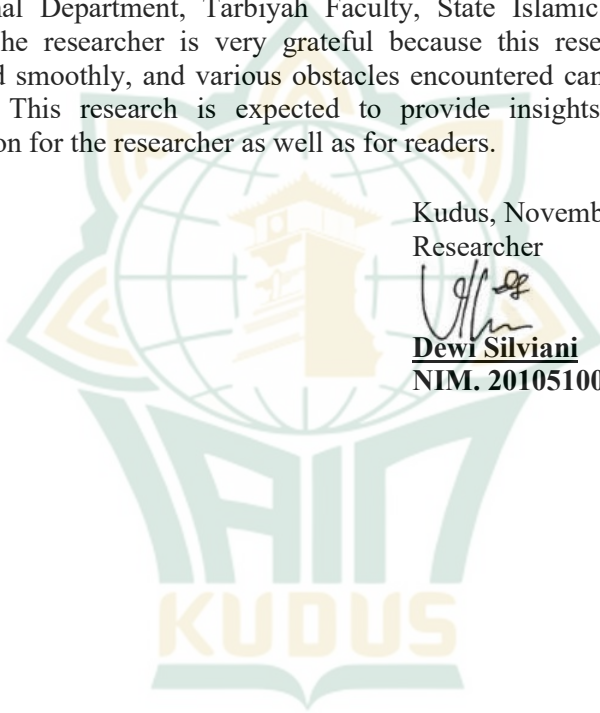 nal Department, Tarbiyah Faculty, State Islamic
he researcher is very grateful because this rese
d smoothly, and various obstacles encountered can
This research is expected to provide insights
on for the researcher as well as for readers.
Kudus, Novemb
Researcher
Dewi Silviani
NIM. 20105100
IAIN
KUDUS